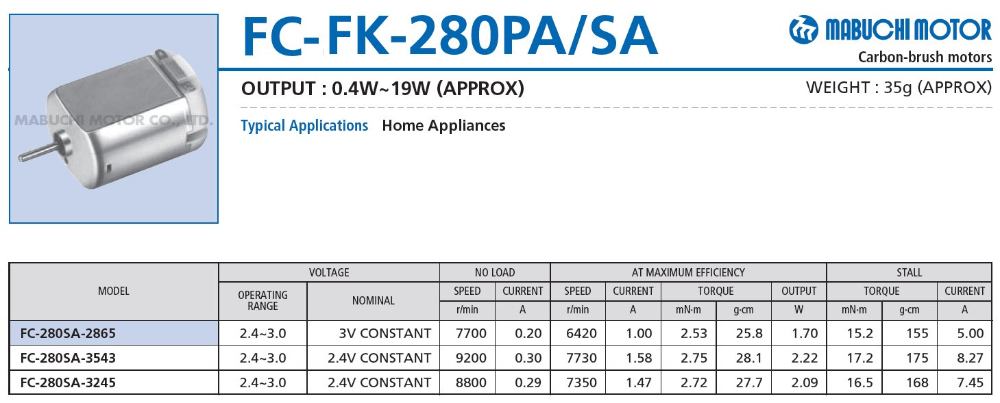 FC-FK-280PA/SA
MABUCHI MOTOR
Carbon-brush motors
OUTPUT : 0.4W~19W (APPROX)
WEIGHT : 35g (APPROX)
Typical Applications Home Appliances
MABUCHI MOTOR CO., LTD.
MODEL VOLTAGE NO LOAD AT MAXIMUM EFFICIENCY STALL
OPERATING RANGE NOMINAL SPEED CURRENT SPEED CURRENT TORQUE OUTPUT TORQUE CURRENT
r/min A r/min A mN·m g·cm W mN·m g·cm A
FC-280SA-2865 2.4~3.0 3V CONSTANT 7700 0.20 6420 1.00 2.53 25.8 1.70 15.2 155 5.00
FC-280SA-3543 2.4~3.0 2.4V CONSTANT 9200 0.30 7730 1.58 2.75 28.1 2.22 17.2 175 8.27
FC-280SA-3245 2.4~3.0 2.4V CONSTANT 8800 0.29 7350 1.47 2.72 27.7 2.09 16.5 168 7.45